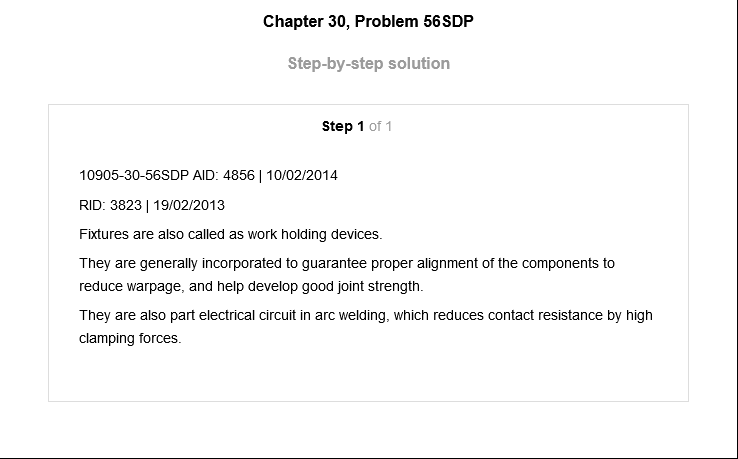 Chapter 30, Problem 56SDP
Step-by-step solution
Step 1 of 1
10905-30-56SDP AID: 4856 | 10/02/2014
RID: 3823 | 19/02/2013
Fixtures are also called as work holding devices.
They are generally incorporated to guarantee proper alignment of the components to
reduce warpage, and help develop good joint strength.
They are also part electrical circuit in arc welding, which reduces contact resistance by high
clamping forces.